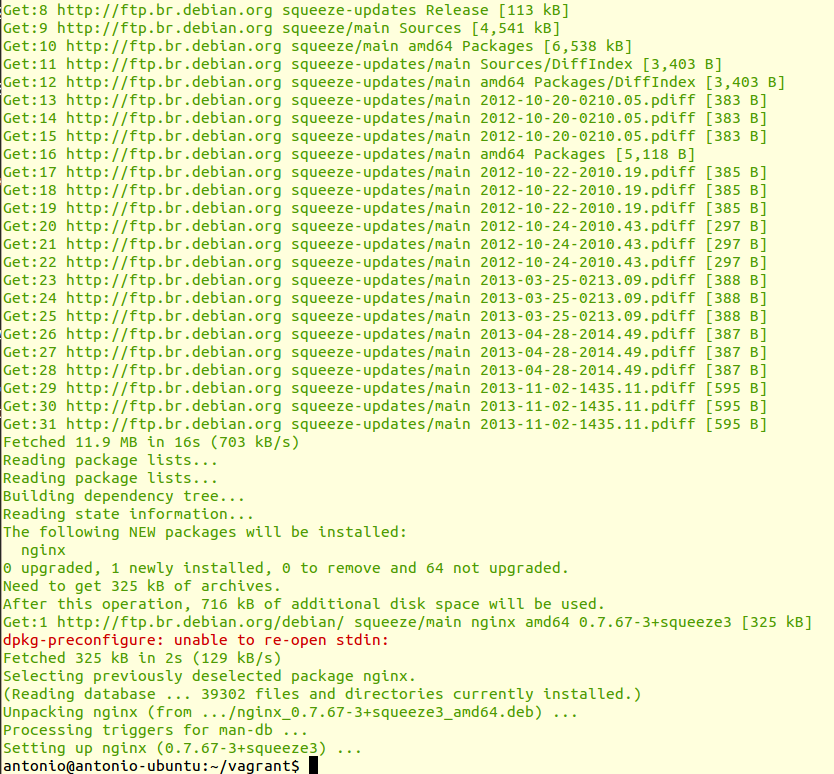 Get:8 http://ftp.br.debian.org squeeze-updates Release [113 kB]
Get:9 http://ftp.br.debian.org squeeze/main Sources [4,541 kB]
Get:10 http://ftp.br.debian.org squeeze/main amd64 Packages [6,538 kB]
Get:11 http://ftp.br.debian.org squeeze-updates/main Sources/DiffIndex [3,403 B]
Get:12 http://ftp.br.debian.org squeeze-updates/main amd64 Packages/DiffIndex [3,403 B]
Get:13 http://ftp.br.debian.org squeeze-updates/main 2012-10-20-0210.05.pdiff [383 B]
Get:14 http://ftp.br.debian.org squeeze-updates/main 2012-10-20-0210.05.pdiff [383 B]
Get:15 http://ftp.br.debian.org squeeze-updates/main 2012-10-20-0210.05.pdiff [383 B]
Get:16 http://ftp.br.debian.org squeeze-updates/main amd64 Packages [5,118 B]
Get:17 http://ftp.br.debian.org squeeze-updates/main 2012-10-22-2010.19.pdiff [385 B]
Get:18 http://ftp.br.debian.org squeeze-updates/main 2012-10-22-2010.19.pdiff [385 B]
Get:19 http://ftp.br.debian.org squeeze-updates/main 2012-10-22-2010.19.pdiff [385 B]
Get:20 http://ftp.br.debian.org squeeze-updates/main 2012-10-24-2010.43.pdiff [297 B]
Get:21 http://ftp.br.debian.org squeeze-updates/main 2012-10-24-2010.43.pdiff [297 B]
Get:22 http://ftp.br.debian.org squeeze-updates/main 2012-10-24-2010.43.pdiff [297 B]
Get:23 http://ftp.br.debian.org squeeze-updates/main 2013-03-25-0213.09.pdiff [388 B]
Get:24 http://ftp.br.debian.org squeeze-updates/main 2013-03-25-0213.09.pdiff [388 B]
Get:25 http://ftp.br.debian.org squeeze-updates/main 2013-03-25-0213.09.pdiff [388 B]
Get:26 http://ftp.br.debian.org squeeze-updates/main 2013-04-28-2014.49.pdiff [387 B]
Get:27 http://ftp.br.debian.org squeeze-updates/main 2013-04-28-2014.49.pdiff [387 B]
Get:28 http://ftp.br.debian.org squeeze-updates/main 2013-04-28-2014.49.pdiff [387 B]
Get:29 http://ftp.br.debian.org squeeze-updates/main 2013-11-02-1435.11.pdiff [595 B]
Get:30 http://ftp.br.debian.org squeeze-updates/main 2013-11-02-1435.11.pdiff [595 B]
Get:31 http://ftp.br.debian.org squeeze-updates/main 2013-11-02-1435.11.pdiff [595 B]
Fetched 11.9 MB in 16s (703 kB/s)
Reading package lists...
Reading package lists...
Building dependency tree...
Reading state information...
The following NEW packages will be installed:
  nginx
0 upgraded, 1 newly installed, 0 to remove and 64 not upgraded.
Need to get 325 kB of archives.
After this operation, 716 kB of additional disk space will be used.
Get:1 http://ftp.br.debian.org/debian/ squeeze/main nginx amd64 0.7.67-3+squeeze3 [325 kB]
dpkg-preconfigure: unable to re-open stdin:
Fetched 325 kB in 2s (129 kB/s)
Selecting previously deselected package nginx.
(Reading database ... 39302 files and directories currently installed.)
Unpacking nginx (from .../nginx_0.7.67-3+squeeze3_amd64.deb) ...
Processing triggers for man-db ...
Setting up nginx (0.7.67-3+squeeze3) ...
antonio@antonio-ubuntu:~/vagrant$